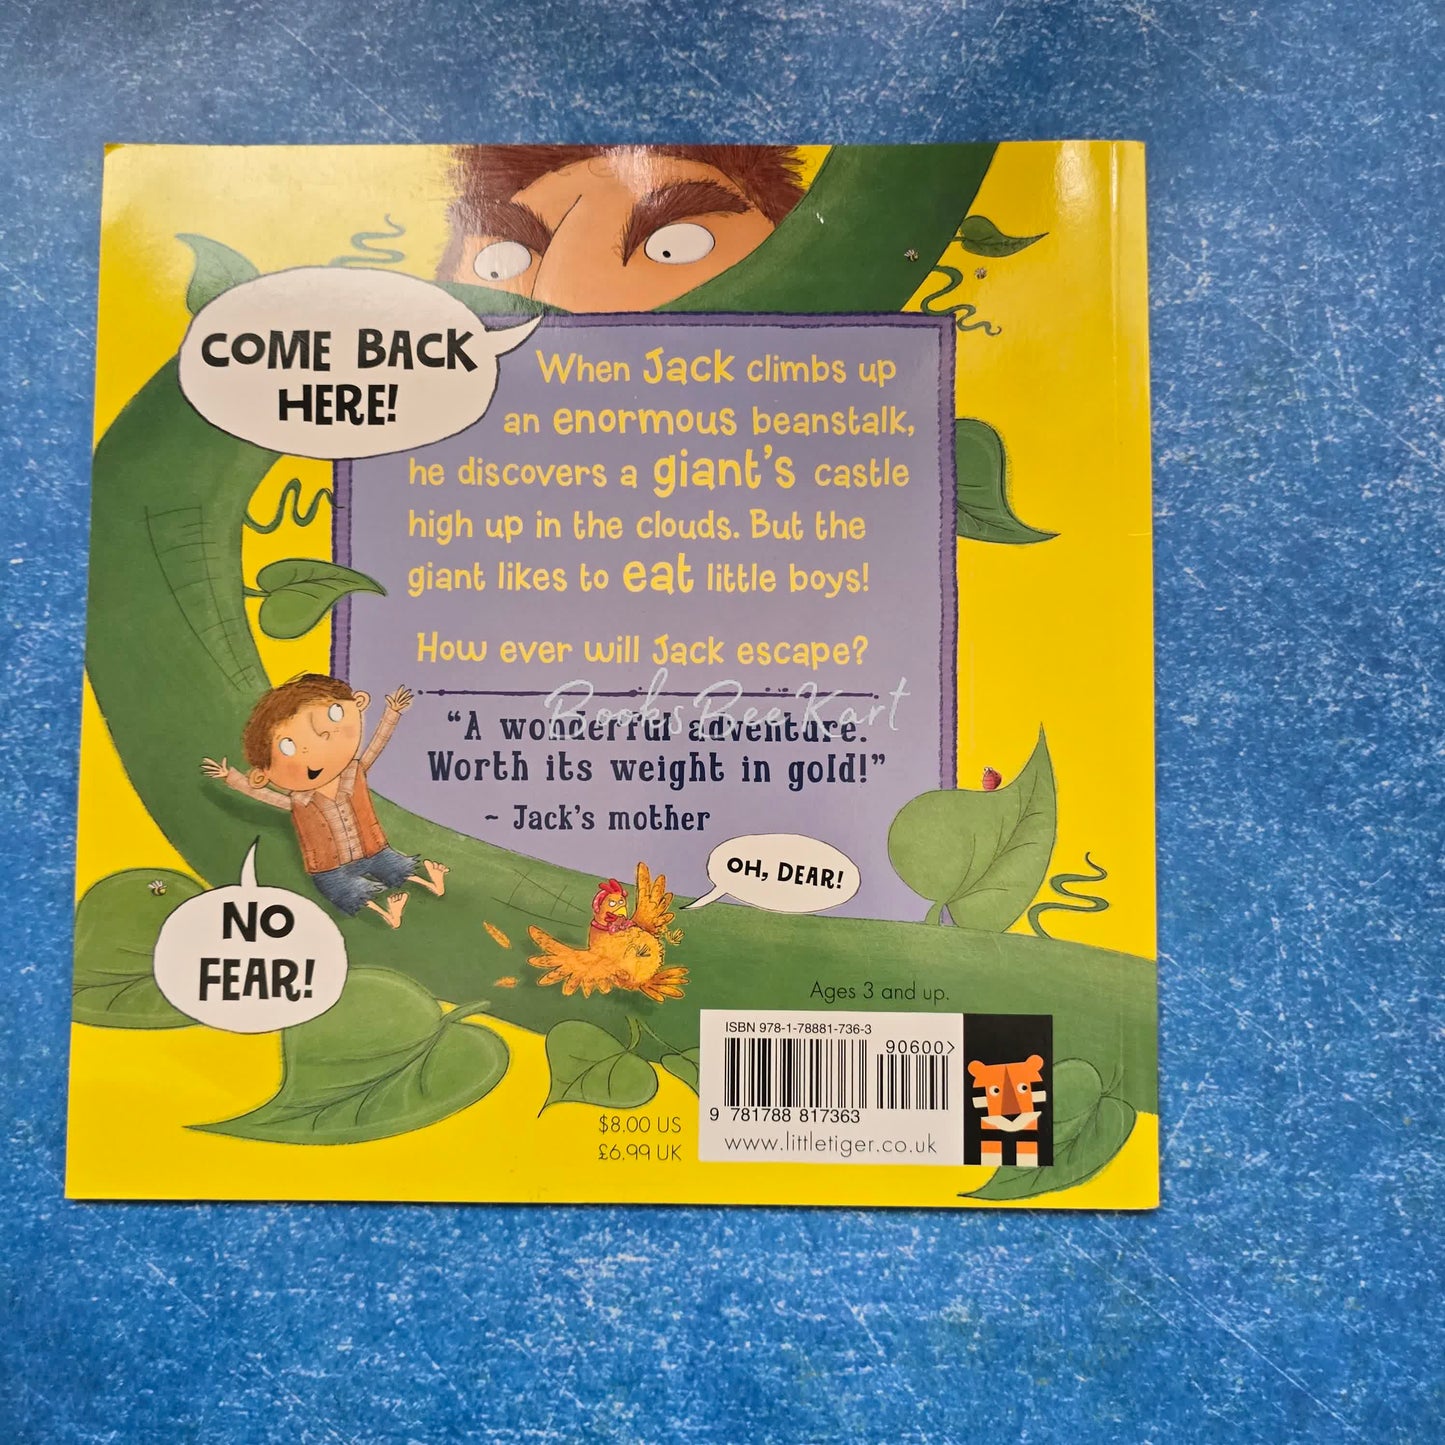 COME BACK
HERE!
When Jack climbs up
an enormous beanstalk,
he discovers a giant's castle
high up in the clouds. But the
giant likes to eat little boys!
How ever will Jack escape?
BooksBeeKart
"A wonderful adventure.
Worth its weight in gold!"
~ Jack's mother
OH, DEAR!
NO
FEAR!
Ages 3 and up.
ISBN 978-1-78881-736-3
90600>
9 781788 817363
www.littletiger.co.uk
$8.00 US
£6.99 UK